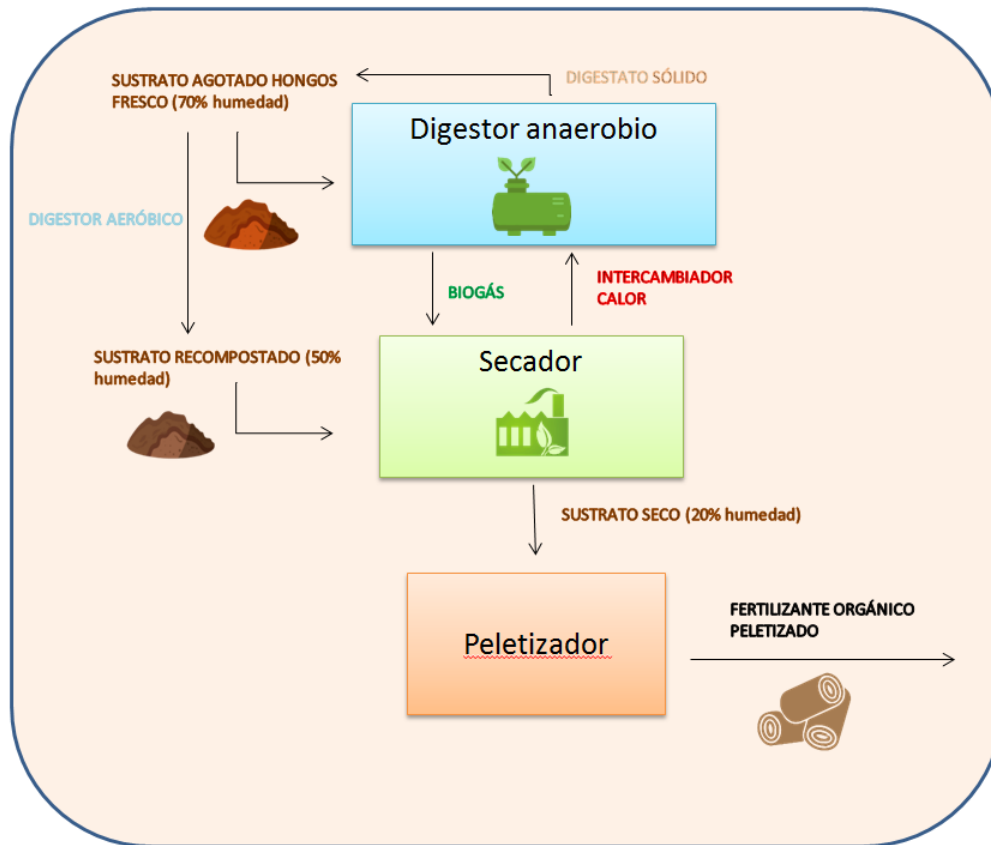 DIGESTATO SÓLIDO
SUSTRATO AGOTADO HONGOS
FRESCO (70% humedad)
Digestor anaerobio
DIGESTOR AERÓBICO
BIOGÁS
INTERCAMBIADOR
CALOR
SUSTRATO RECOMPOSTADO (50%
humedad)
Secador
SUSTRATO SECO (20% humedad)
Peletizador
FERTILIZANTE ORGÁNICO
PELETIZADO